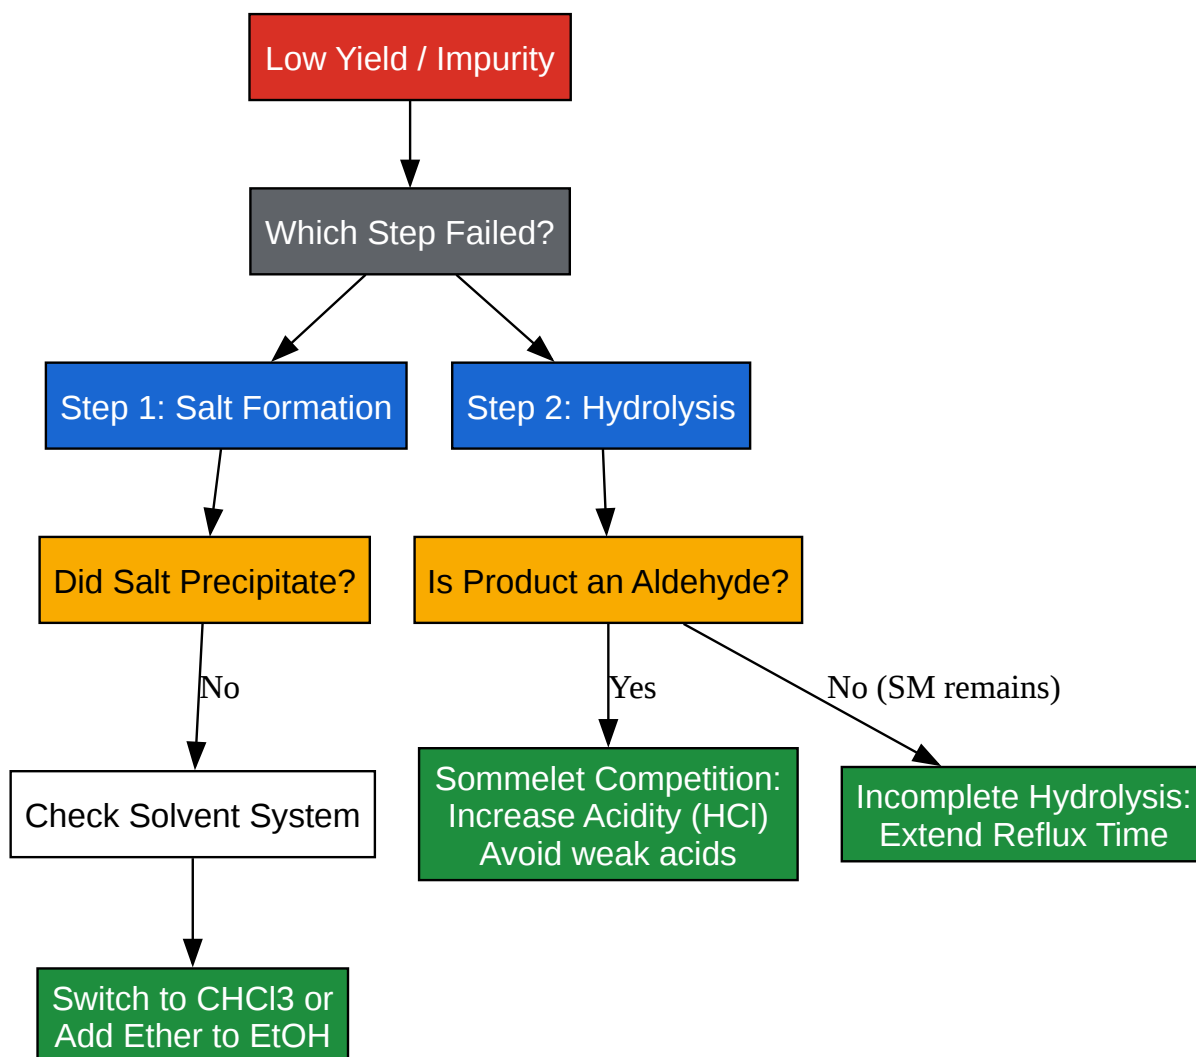 Low Yield / Impurity
Which Step Failed?
Step 1: Salt Formation
Step 2: Hydrolysis
Did Salt Precipitate?
Is Product an Aldehyde?
No
Yes
No (SM remains)
Check Solvent System
Sommelet Competition:
Increase Acidity (HCl)
Avoid weak acids
Incomplete Hydrolysis:
Extend Reflux Time
Switch to CHCl3 or
Add Ether to EtOH